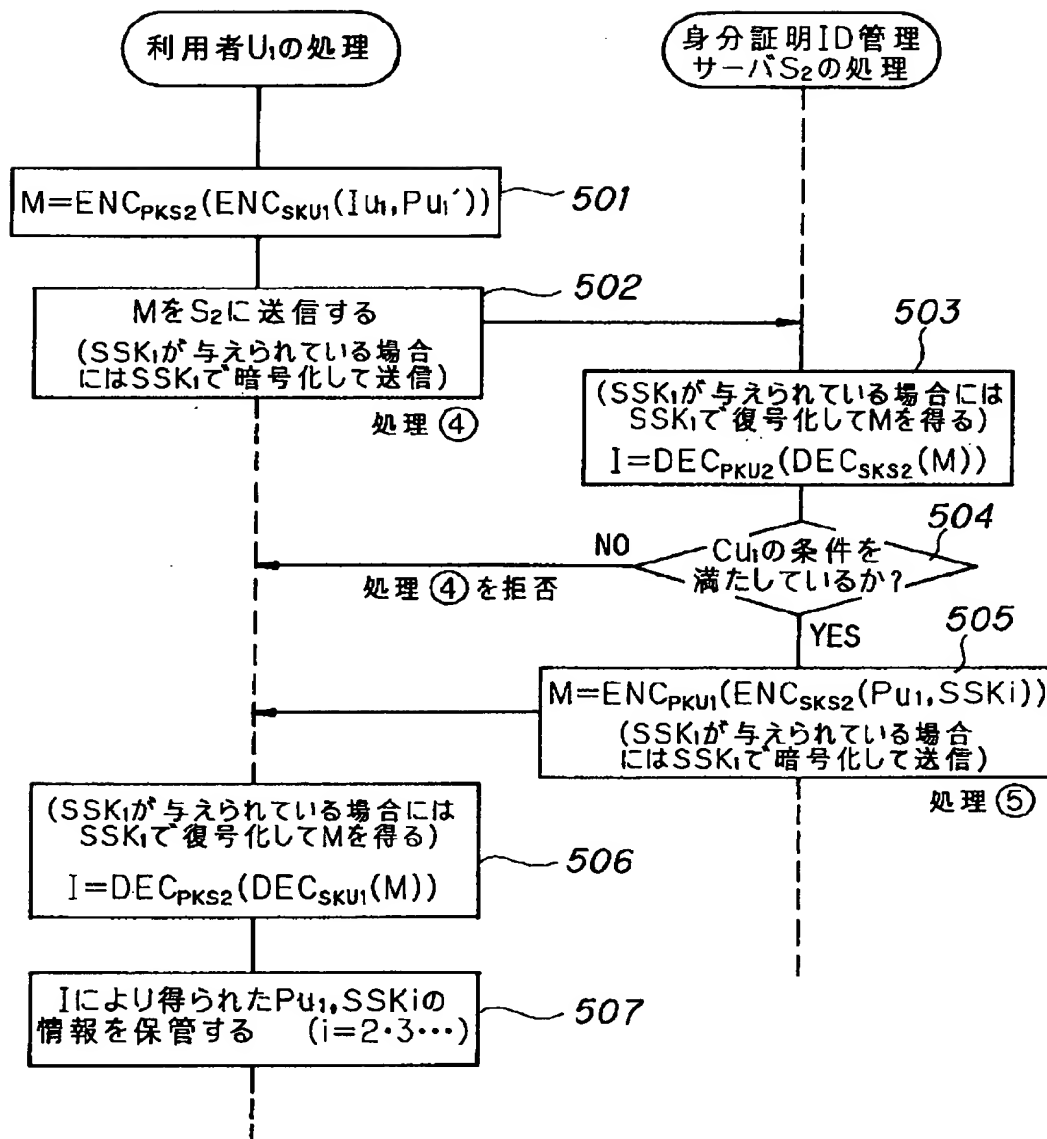 利用者U₁の処理
身分証明ID管理
サーバS₂の処理
M=ENC_PKS2(ENC_SKU1(Iu₁,Pu₁′))
501
502
MをS₂に送信する
(SSK₁が与えられている場合
にはSSK₁で暗号化して送信)
処理④
503
(SSK₁が与えられている場合には
SSK₁で復号化してMを得る)
I=DEC_PKU2(DEC_SKS2(M))
504
Cu₁の条件を
満たしているか?
NO
処理④を拒否
YES
505
M=ENC_PKU1(ENC_SKS2(Pu₁,SSKi))
(SSK₁が与えられている場合
にはSSK₁で暗号化して送信)
処理⑤
(SSK₁が与えられている場合には
SSK₁で復号化してMを得る)
I=DEC_PKS2(DEC_SKU1(M))
506
Iにより得られたPu₁,SSKiの
情報を保管する (i=2・3・・・)
507